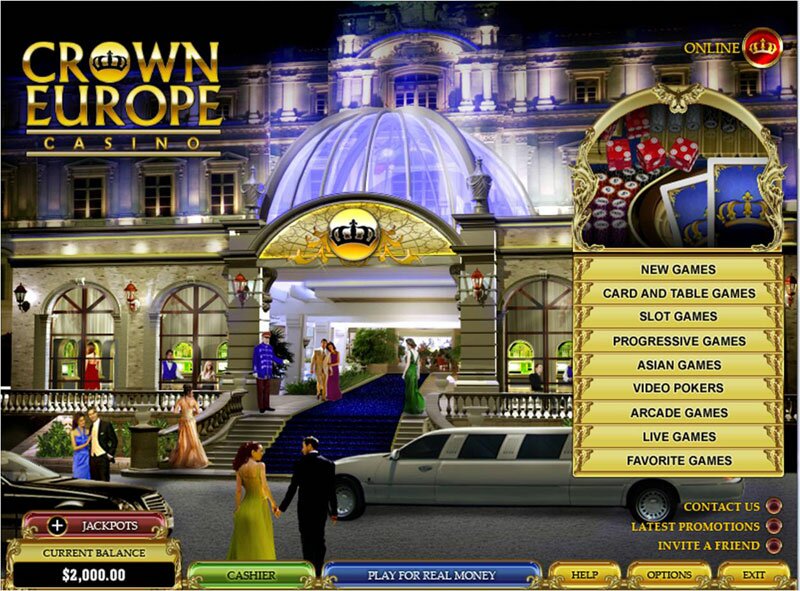 CROWN
EUROPE
CASINO
ONLINE
NEW GAMES
CARD AND TABLE GAMES
SLOT GAMES
PROGRESSIVE GAMES
ASIAN GAMES
VIDEO POKERS
ARCADE GAMES
LIVE GAMES
FAVORITE GAMES
CONTACT US
LATEST PROMOTIONS
INVITE A FRIEND
JACKPOTS
CURRENT BALANCE
$2,000.00
CASHIER
PLAY FOR REAL MONEY
HELP
OPTIONS
EXIT